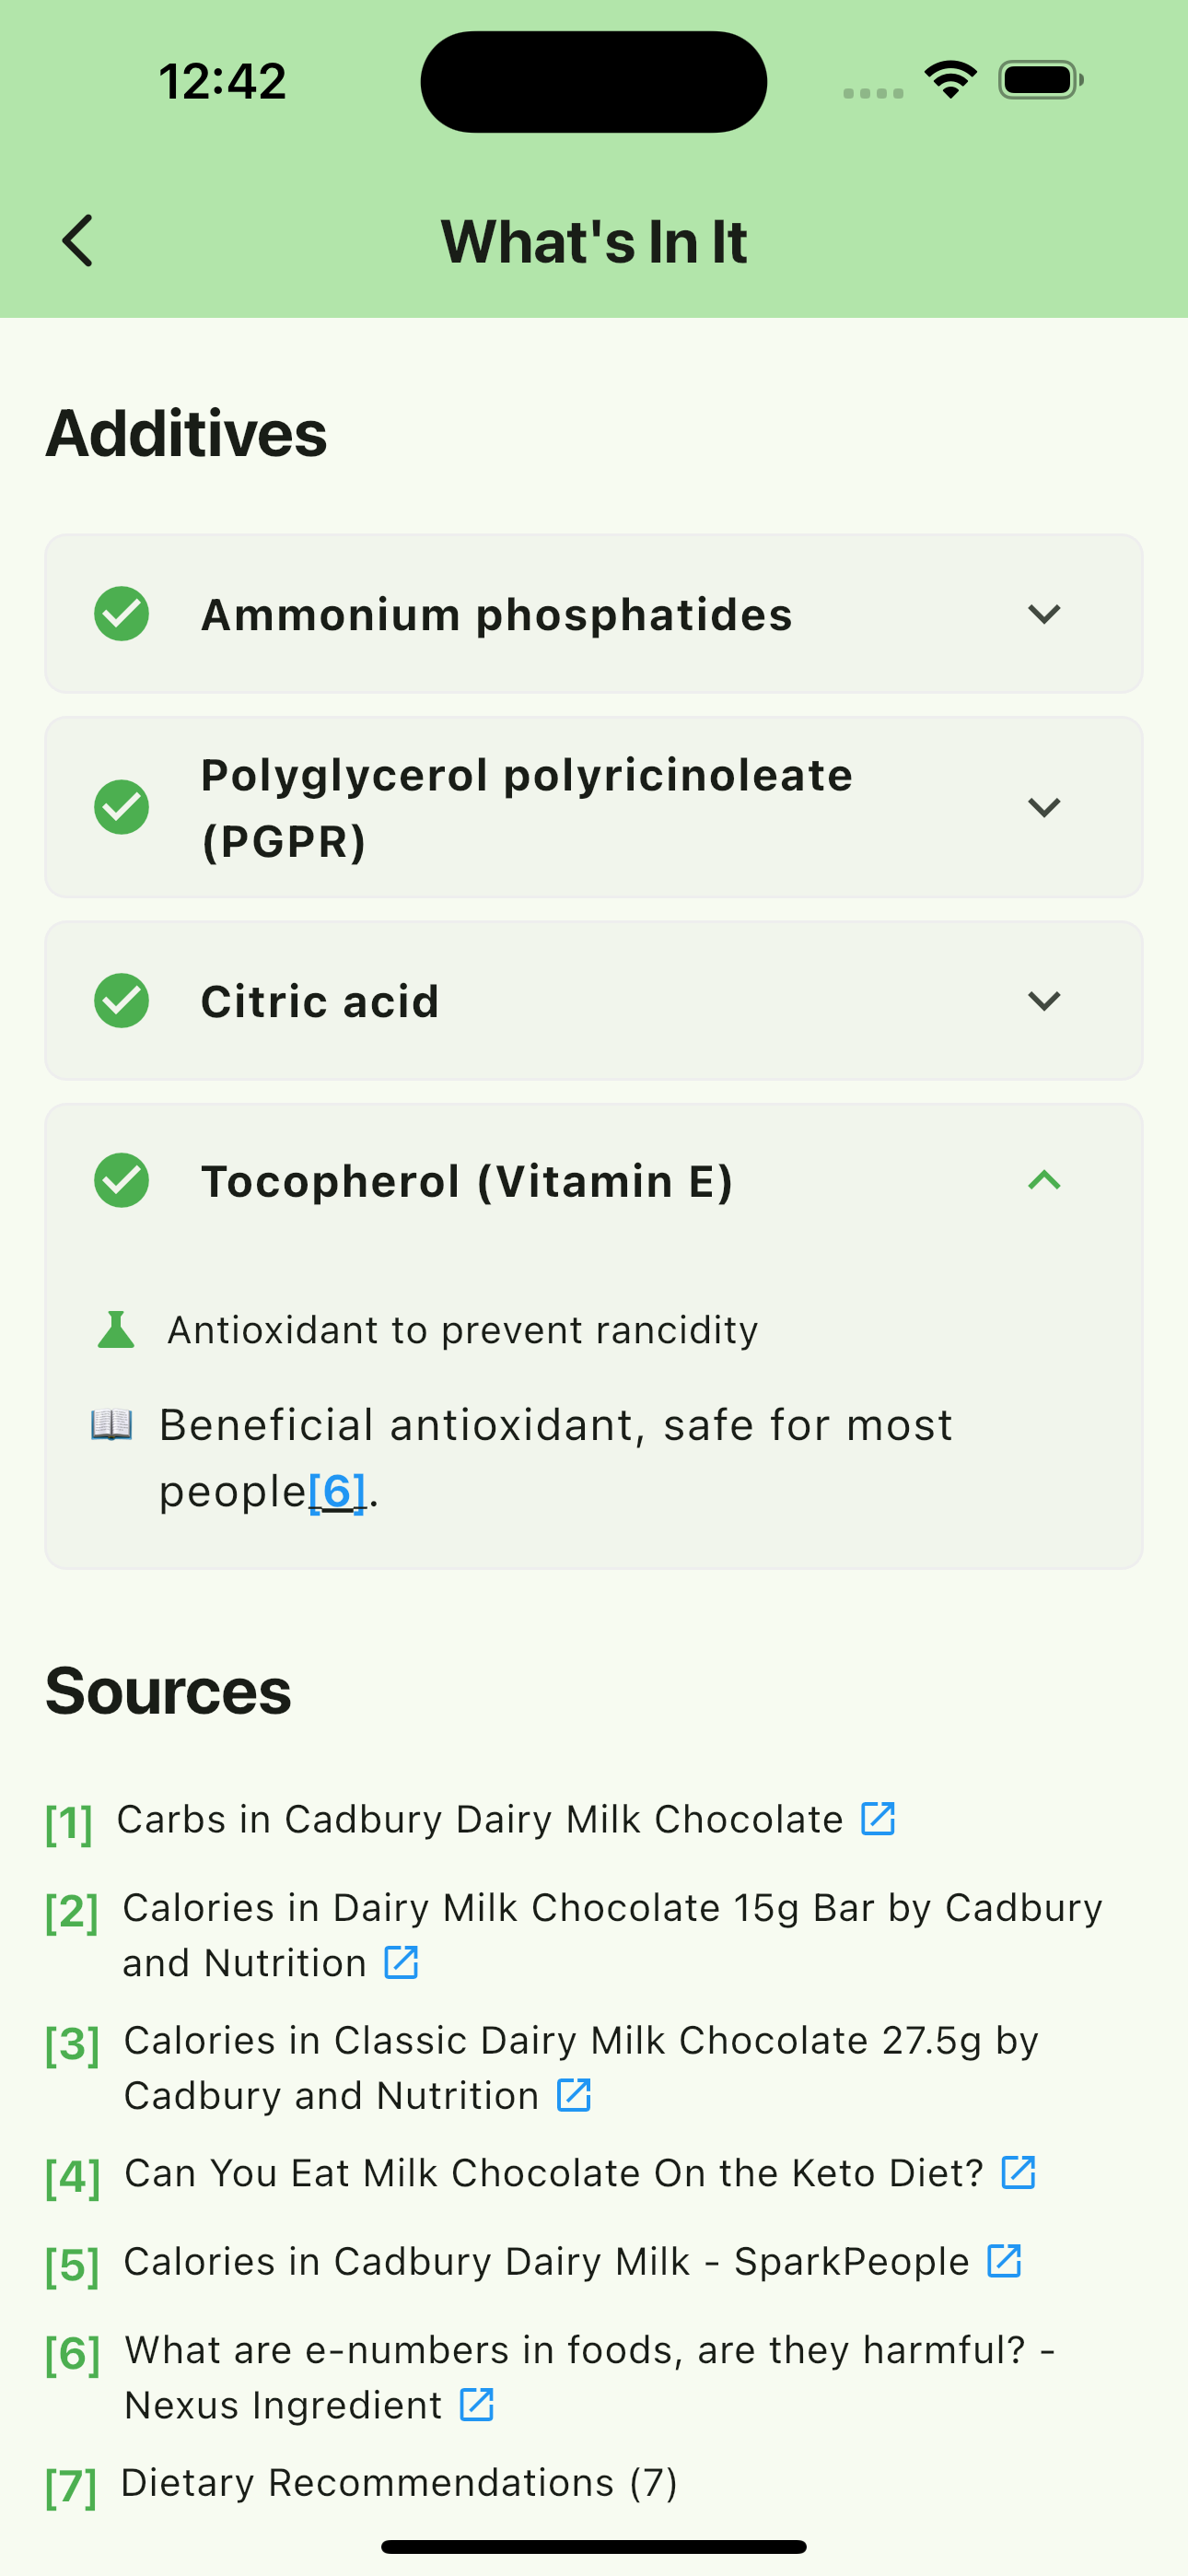 12:42
What's In It
Additives
Ammonium phosphatides
Polyglycerol polyricinoleate
(PGPR)
Citric acid
Tocopherol (Vitamin E)
Antioxidant to prevent rancidity
Beneficial antioxidant, safe for most
people[6].
Sources
[1] Carbs in Cadbury Dairy Milk Chocolate
[2] Calories in Dairy Milk Chocolate 15g Bar by Cadbury
and Nutrition
[3] Calories in Classic Dairy Milk Chocolate 27.5g by
Cadbury and Nutrition
[4] Can You Eat Milk Chocolate On the Keto Diet?
[5] Calories in Cadbury Dairy Milk - SparkPeople
[6] What are e-numbers in foods, are they harmful? -
Nexus Ingredient
[7] Dietary Recommendations (7)